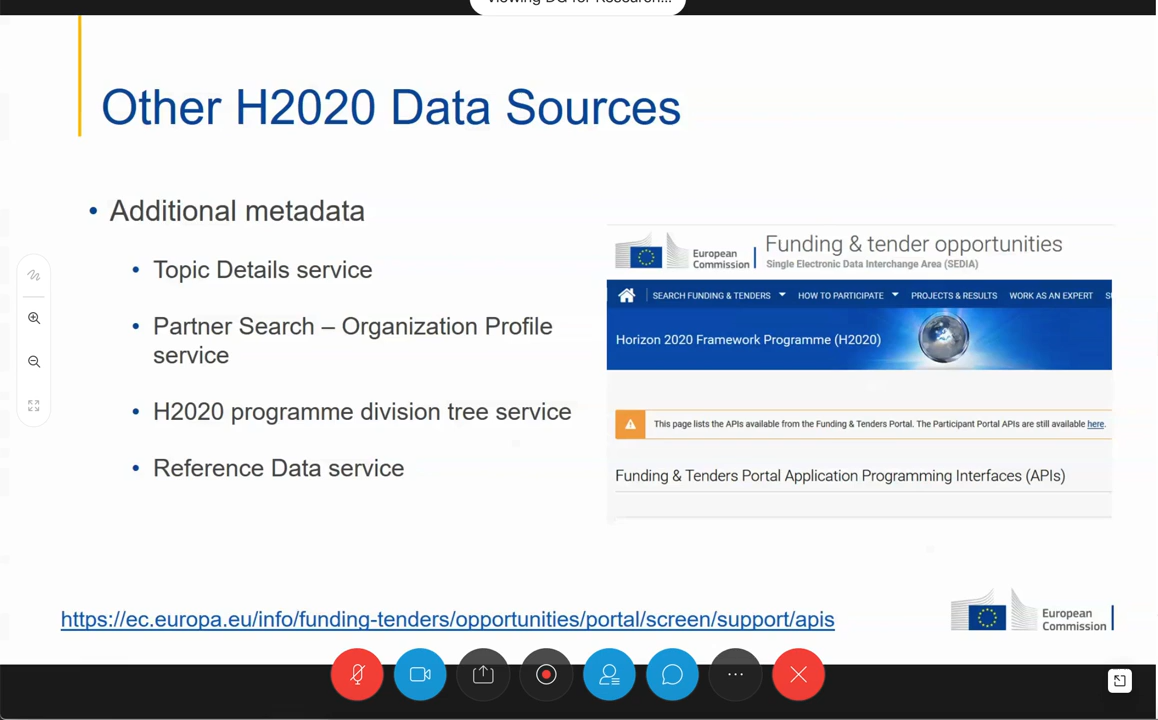 Viewing DG for Research...
Other H2020 Data Sources
• Additional metadata
• Topic Details service
• Partner Search – Organization Profile
service
• H2020 programme division tree service
• Reference Data service
European
Commission
Funding & tender opportunities
Single Electronic Data Interchange Area (SEDIA)
SEARCH FUNDING & TENDERS HOW TO PARTICIPATE PROJECTS & RESULTS WORK AS AN EXPERT
Horizon 2020 Framework Programme (H2020)
This page lists the APIs available from the Funding & Tenders Portal. The Participant Portal APIs are still available here.
Funding & Tenders Portal Application Programming Interfaces (APIs)
https://ec.europa.eu/info/funding-tenders/opportunities/portal/screen/support/apis
European
Commission